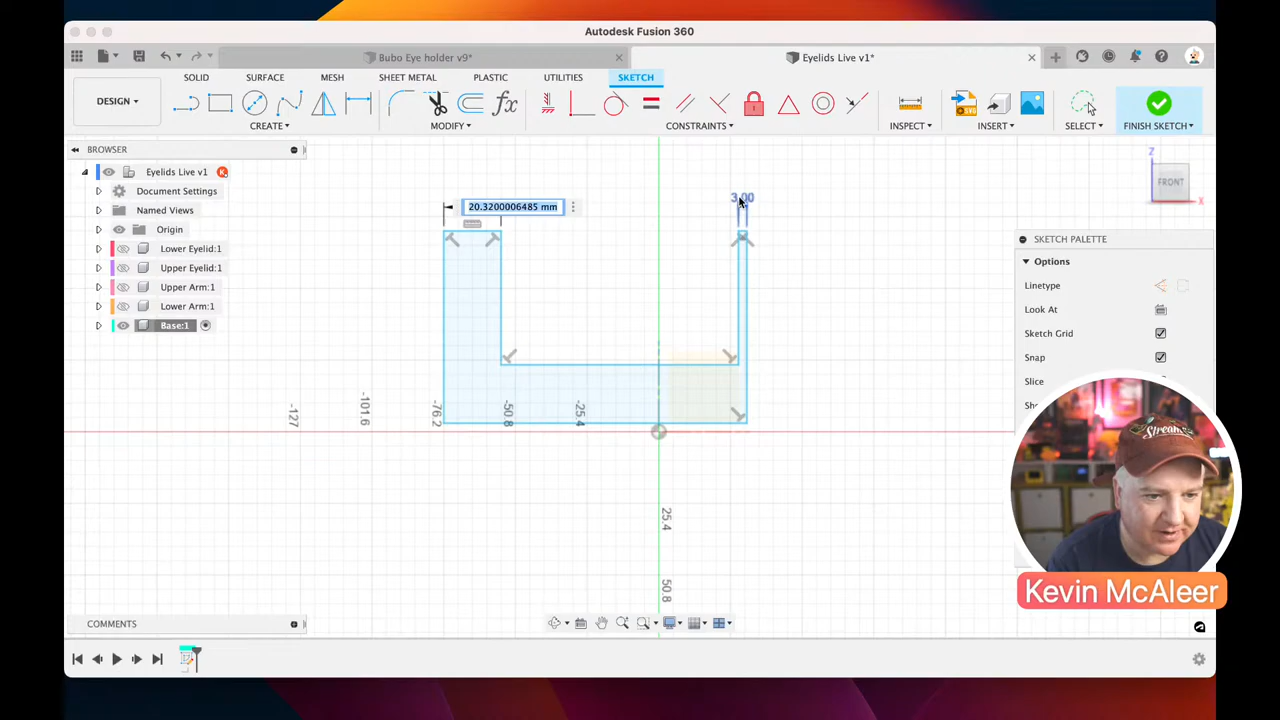 Autodesk Fusion 360
Bubo Eye holder v9*
Eyelids Live v1*
DESIGN
SOLID
SURFACE
MESH
SHEET METAL
PLASTIC
UTILITIES
SKETCH
fx
CREATE
MODIFY
CONSTRAINTS
INSPECT
INSERT
SELECT
FINISH SKETCH
BROWSER
Eyelids Live v1
K
Document Settings
Named Views
Origin
Lower Eyelid:1
Upper Eyelid:1
Upper Arm:1
Lower Arm:1
Base:1
20.3200006485 mm
3.00
-127
-101.6
-76.2
-50.8
-25.4
25.4
50.8
Z
FRONT
X
SKETCH PALETTE
Options
Linetype
Look At
Sketch Grid
Snap
Slice
Kevin McAleer
COMMENTS